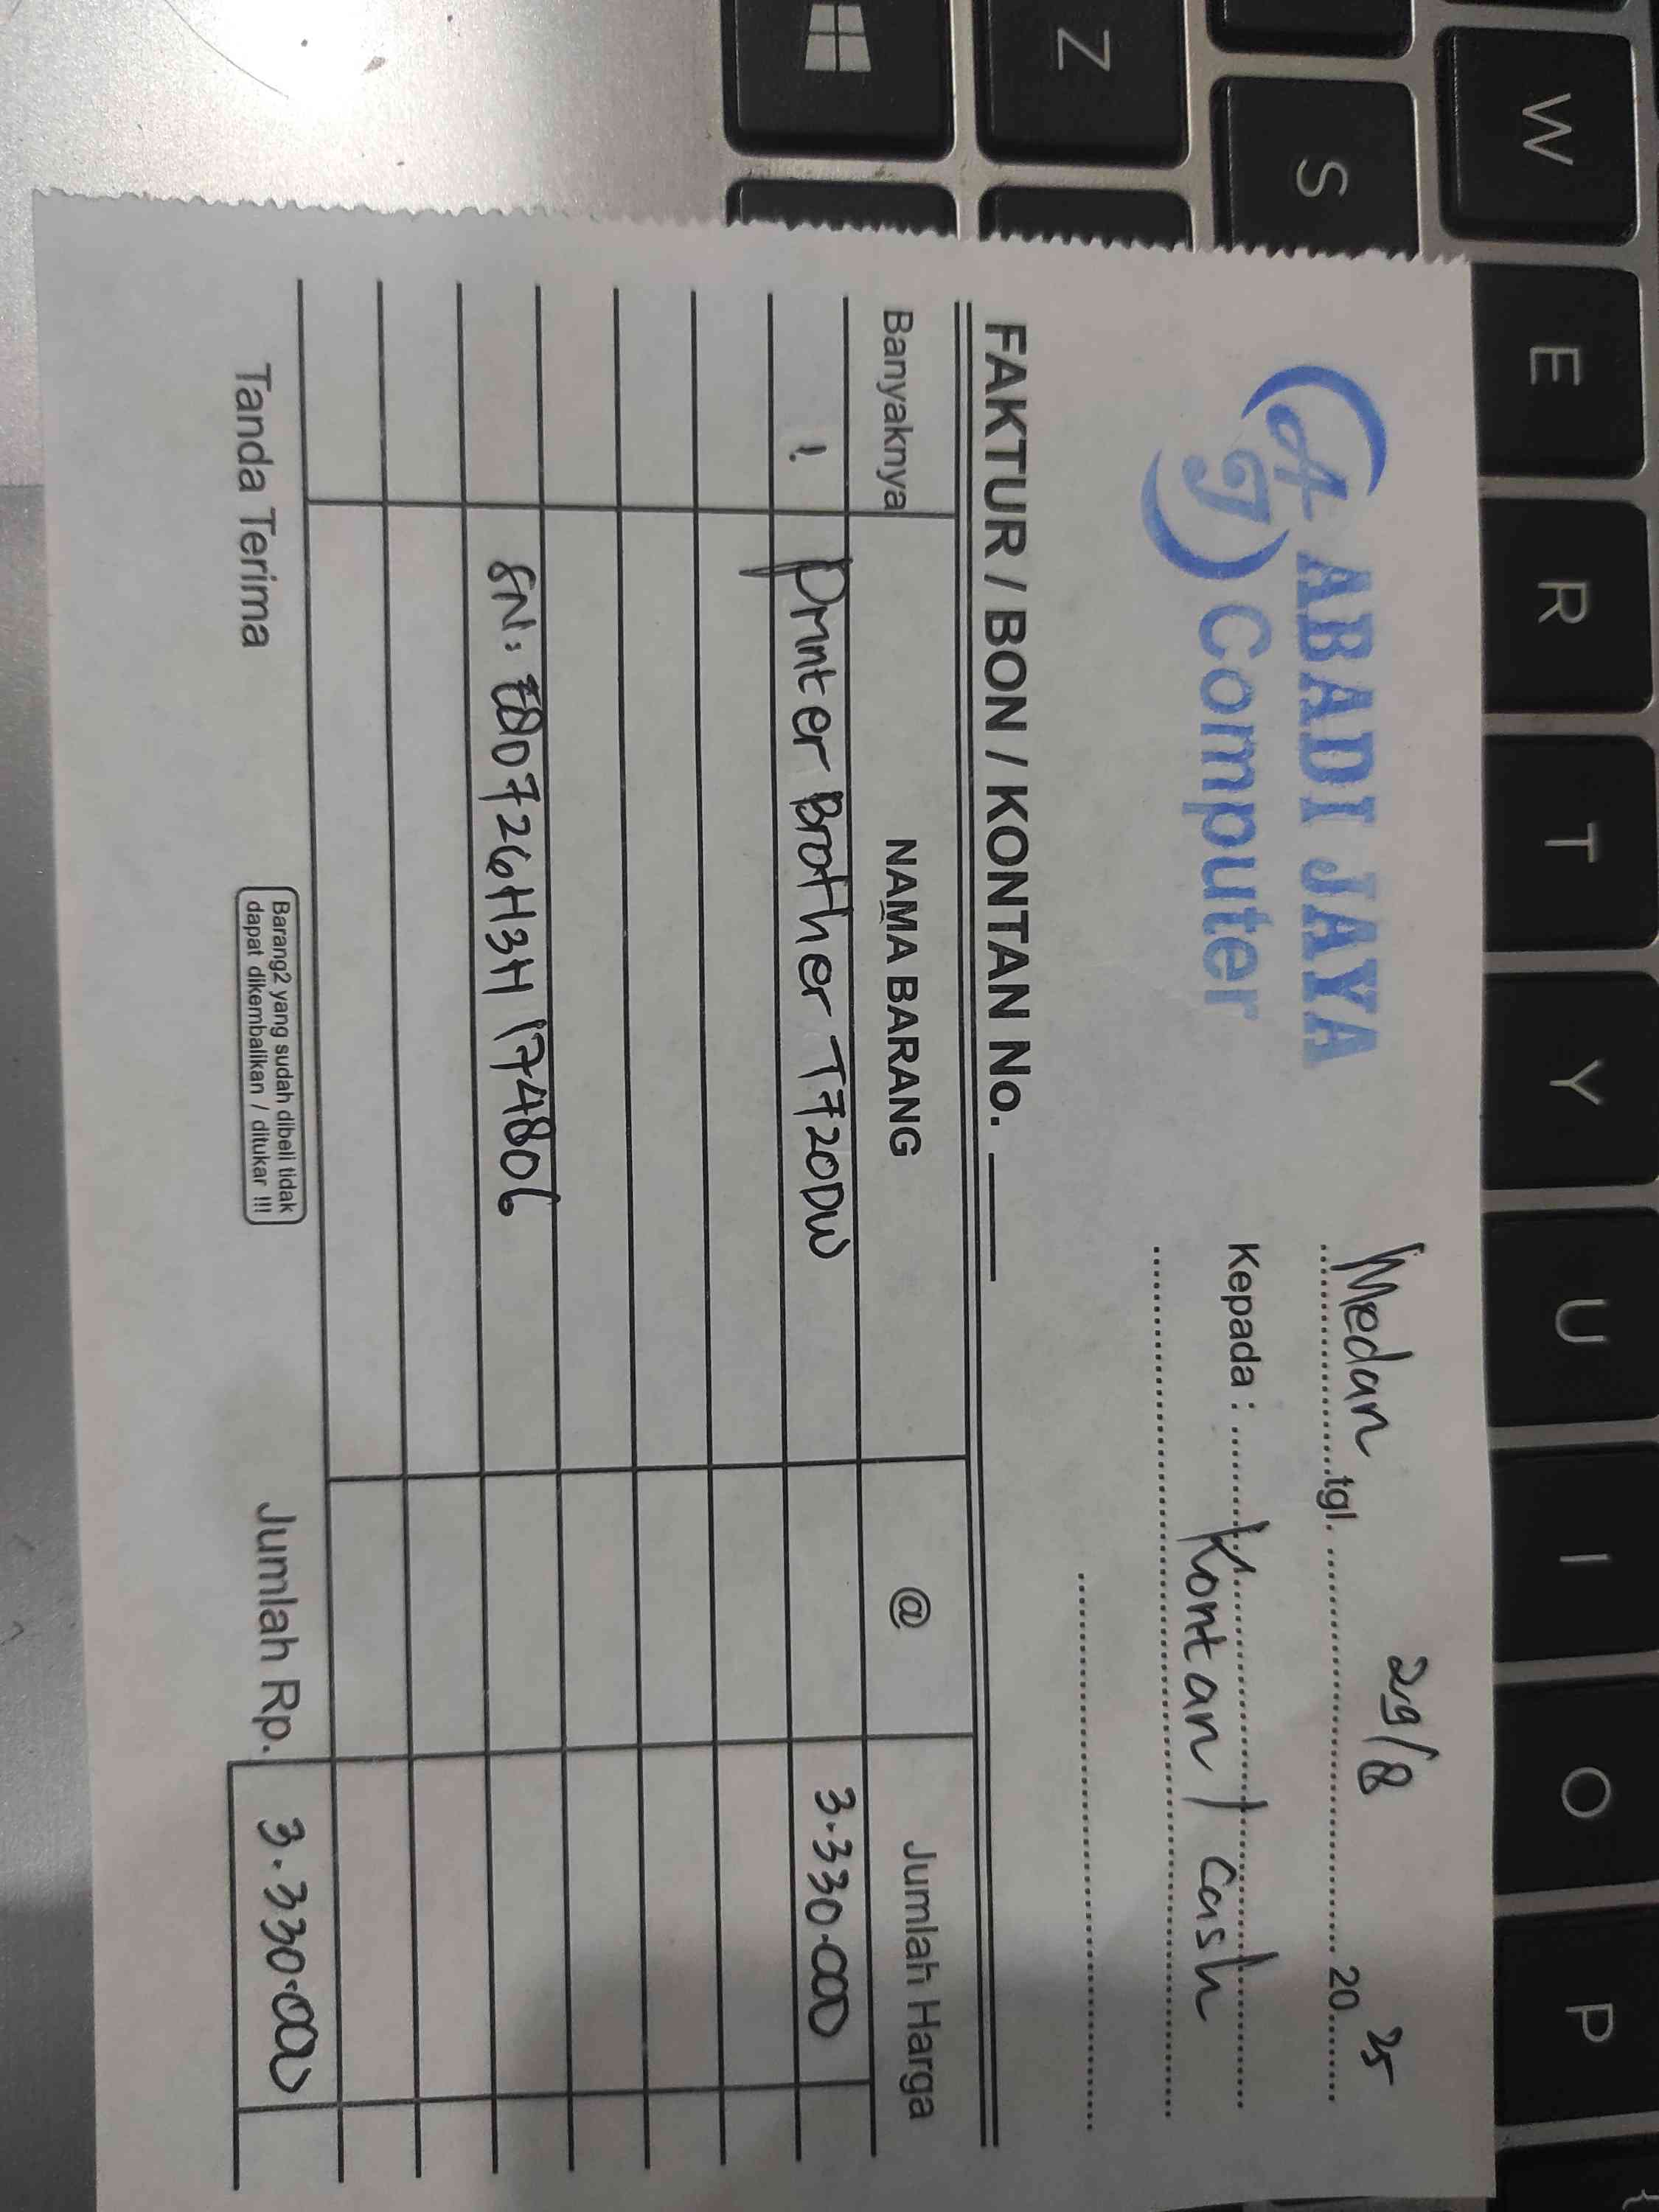 ABADI JAYA
AJ Computer
Medan tgl. 29/8 2025
Kepada : Kontan / Cash
FAKTUR / BON / KONTAN No.
Banyaknya NAMA BARANG @ Jumlah Harga
1. Printer Brother T720DW 3.330.000
SN: E80726H3H174806
Tanda Terima
Barang2 yang sudah dibeli tidak
dapat dikembalikan / ditukar !!!
Jumlah Rp. 3.330.000
W E R T Y U I O P
S
Z